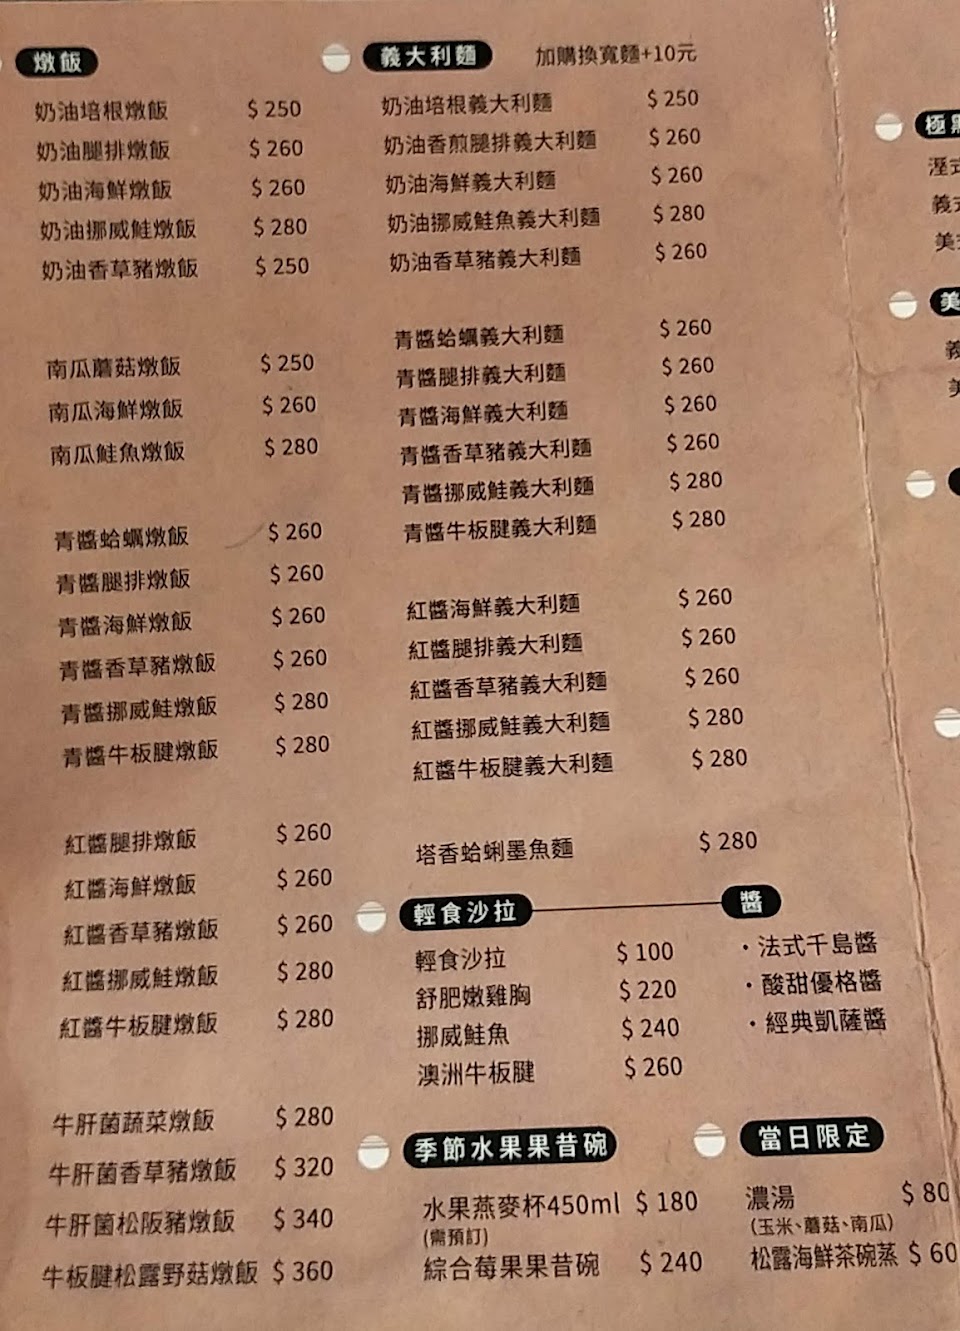 燉飯
奶油培根燉飯 $ 250
奶油腿排燉飯 $ 260
奶油海鮮燉飯 $ 260
奶油挪威鮭燉飯 $ 280
奶油香草豬燉飯 $ 250
南瓜蘑菇燉飯 $ 250
南瓜海鮮燉飯 $ 260
南瓜鮭魚燉飯 $ 280
青醬蛤蠣燉飯 $ 260
青醬腿排燉飯 $ 260
青醬海鮮燉飯 $ 260
青醬香草豬燉飯 $ 260
青醬挪威鮭燉飯 $ 280
青醬牛板腱燉飯 $ 280
紅醬腿排燉飯 $ 260
紅醬海鮮燉飯 $ 260
紅醬香草豬燉飯 $ 260
紅醬挪威鮭燉飯 $ 280
紅醬牛板腱燉飯 $ 280
牛肝菌蔬菜燉飯 $ 280
牛肝菌香草豬燉飯 $ 320
牛肝菌松阪豬燉飯 $ 340
牛板腱松露野菇燉飯 $ 360
義大利麵 加購換寬麵+10元
奶油培根義大利麵 $ 250
奶油香煎腿排義大利麵 $ 260
奶油海鮮義大利麵 $ 260
奶油挪威鮭魚義大利麵 $ 280
奶油香草豬義大利麵 $ 260
青醬蛤蠣義大利麵 $ 260
青醬腿排義大利麵 $ 260
青醬海鮮義大利麵 $ 260
青醬香草豬義大利麵 $ 260
青醬挪威鮭義大利麵 $ 280
青醬牛板腱義大利麵 $ 280
紅醬海鮮義大利麵 $ 260
紅醬腿排義大利麵 $ 260
紅醬香草豬義大利麵 $ 260
紅醬挪威鮭義大利麵 $ 280
紅醬牛板腱義大利麵 $ 280
塔香蛤蜊墨魚麵 $ 280
輕食沙拉
輕食沙拉 $ 100
舒肥嫩雞胸 $ 220
挪威鮭魚 $ 240
澳洲牛板腱 $ 260
醬
・法式千島醬
・酸甜優格醬
・經典凱薩醬
季節水果果昔碗
水果燕麥杯450ml $ 180
(需預訂)
綜合莓果果昔碗 $ 240
當日限定
濃湯 $ 80
(玉米、蘑菇、南瓜)
松露海鮮茶碗蒸 $ 60
極
義
美
美
義